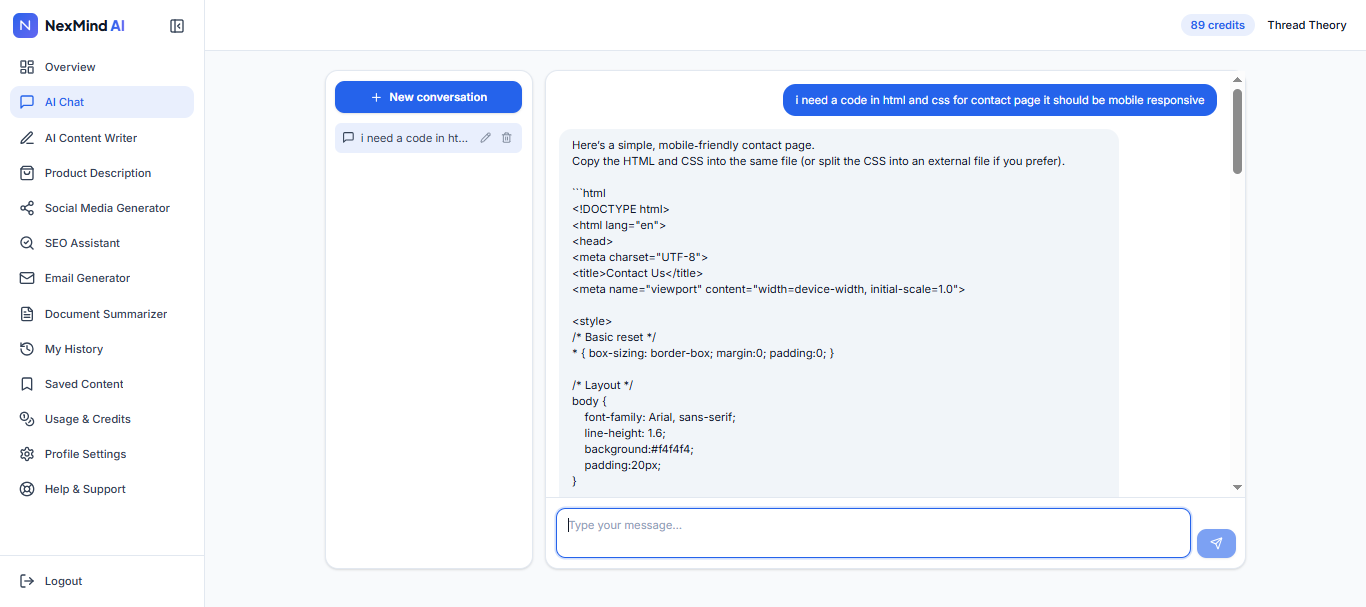 NexMind AI
Overview
AI Chat
AI Content Writer
Product Description
Social Media Generator
SEO Assistant
Email Generator
Document Summarizer
My History
Saved Content
Usage & Credits
Profile Settings
Help & Support
Logout
89 credits
Thread Theory
+ New conversation
i need a code in ht...
i need a code in html and css for contact page it should be mobile responsive
Here's a simple, mobile-friendly contact page.
Copy the HTML and CSS into the same file (or split the CSS into an external file if you prefer).
```html
<!DOCTYPE html>
<html lang="en">
<head>
<meta charset="UTF-8">
<title>Contact Us</title>
<meta name="viewport" content="width=device-width, initial-scale=1.0">
<style>
/* Basic reset */
* { box-sizing: border-box; margin:0; padding:0; }
/* Layout */
body {
font-family: Arial, sans-serif;
line-height: 1.6;
background:#f4f4f4;
padding:20px;
}
Type your message...